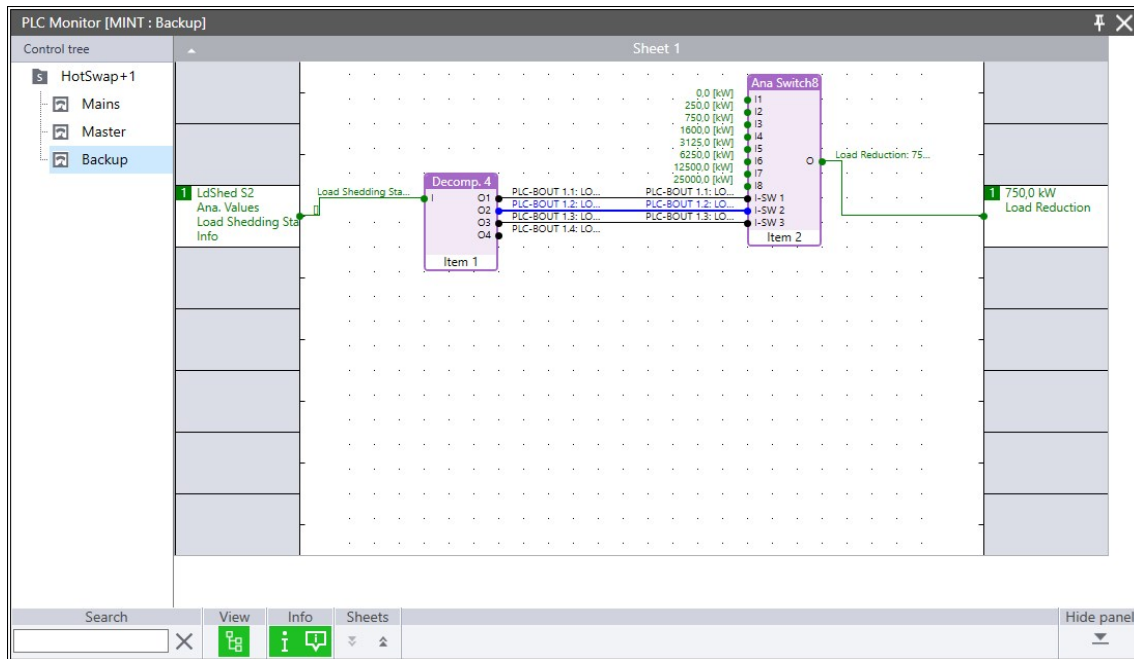 PLC Monitor [MINT : Backup]
Control tree
Sheet 1
S HotSwap+1
Mains
Master
Backup
1 LdShed S2
Ana. Values
Load Shedding Sta
Info
Load Shedding Sta...
Decomp. 4
I
O1
O2
O3
O4
Item 1
PLC-BOUT 1.1: LO...
PLC-BOUT 1.2: LO...
PLC-BOUT 1.3: LO...
PLC-BOUT 1.4: LO...
PLC-BOUT 1.1: LO...
PLC-BOUT 1.2: LO...
PLC-BOUT 1.3: LO...
0,0 [kW]
250,0 [kW]
750,0 [kW]
1600,0 [kW]
3125,0 [kW]
6250,0 [kW]
12500,0 [kW]
25000,0 [kW]
Ana Switch8
I1
I2
I3
I4
I5
I6
I7
I8
I-SW 1
I-SW 2
I-SW 3
O
Item 2
Load Reduction: 75...
1 750,0 kW
Load Reduction
Search
View
Info
Sheets
Hide panel